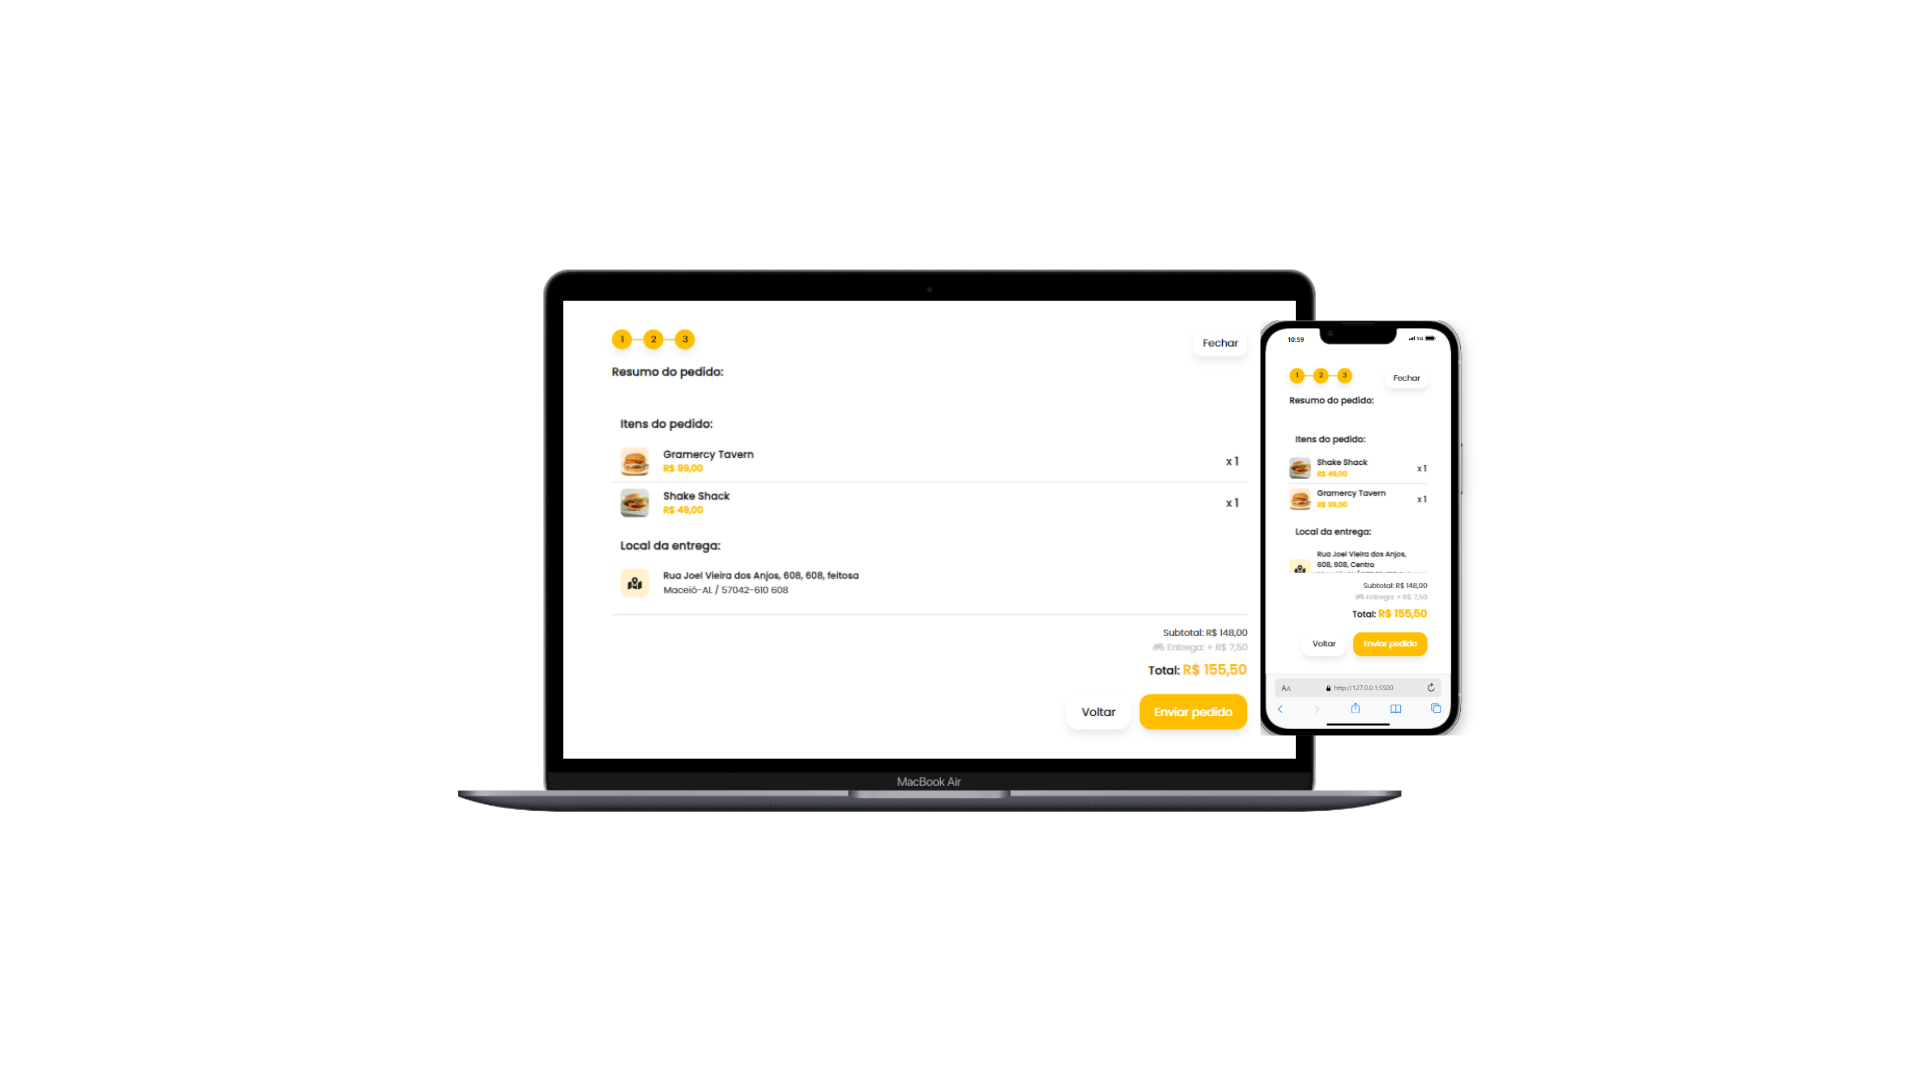 1 2 3
Fechar
Resumo do pedido:
Itens do pedido:
Gramercy Tavern
R$ 99,00
x 1
Shake Shack
R$ 49,00
x 1
Local da entrega:
Rua Joel Vieira dos Anjos, 608, 608, feitosa
Maceió-AL / 57042-610 608
Subtotal: R$ 148,00
Entrega: + R$ 7,50
Total: R$ 155,50
Voltar
Enviar pedido
MacBook Air
10:59
5G
1 2 3
Fechar
Resumo do pedido:
Itens do pedido:
Shake Shack
R$ 49,00
x 1
Gramercy Tavern
R$ 99,00
x 1
Local da entrega:
Rua Joel Vieira dos Anjos,
608, 608, Centro
Subtotal: R$ 148,00
Entrega: + R$ 7,50
Total: R$ 155,50
Voltar
Enviar pedido
AA
http://127.0.0.1:5500